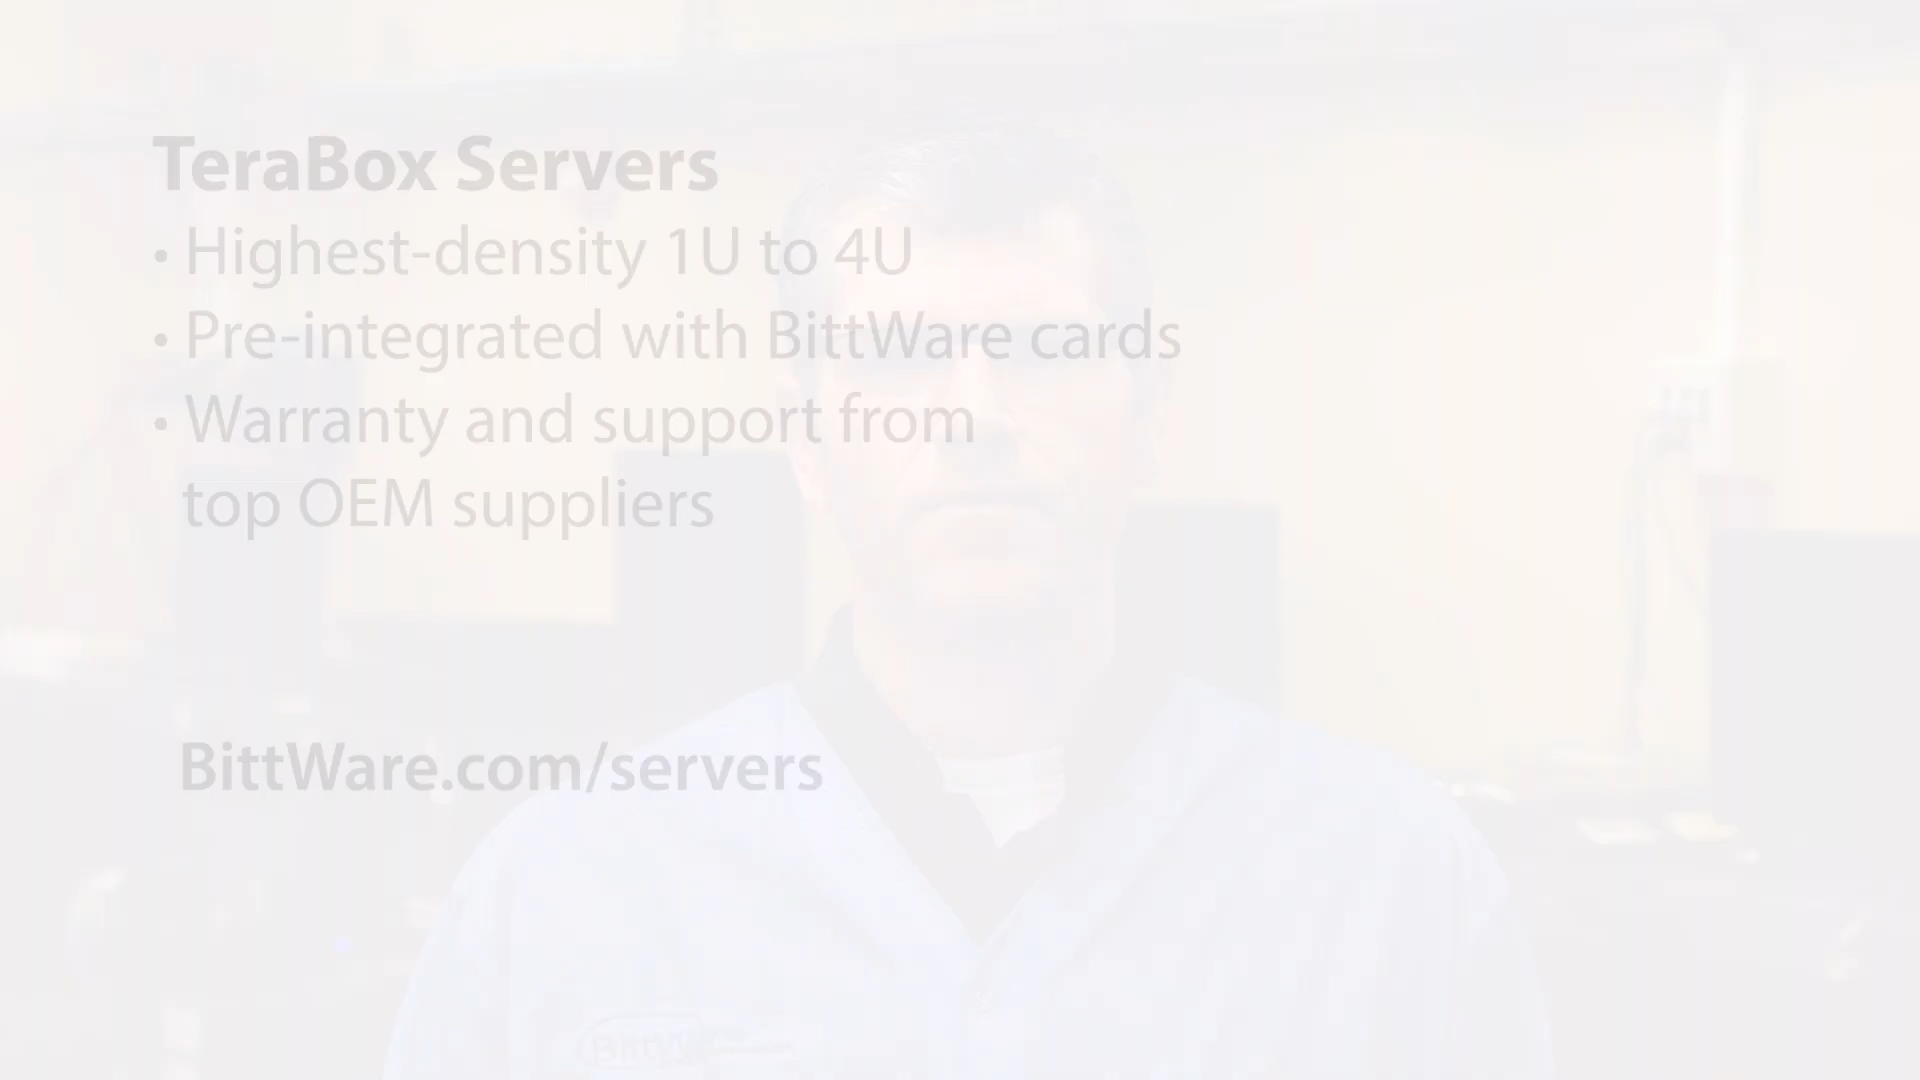 TeraBox Servers
• Highest-density 1U to 4U
• Pre-integrated with BittWare cards
• Warranty and support from
top OEM suppliers
BittWare.com/servers
BittWare